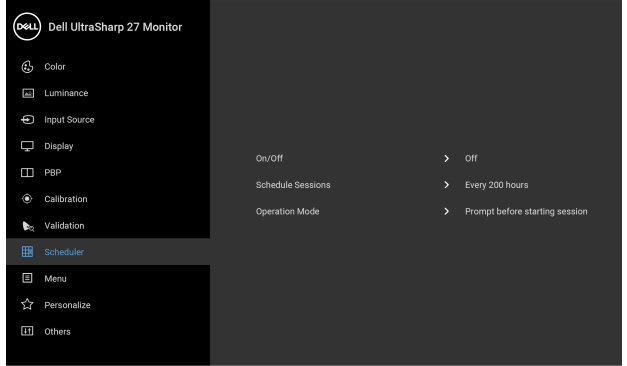 DELL Dell UltraSharp 27 Monitor
Color
Luminance
Input Source
Display
On/Off Off
PBP
Schedule Sessions Every 200 hours
Calibration
Operation Mode Prompt before starting session
Validation
Scheduler
Menu
Personalize
Others